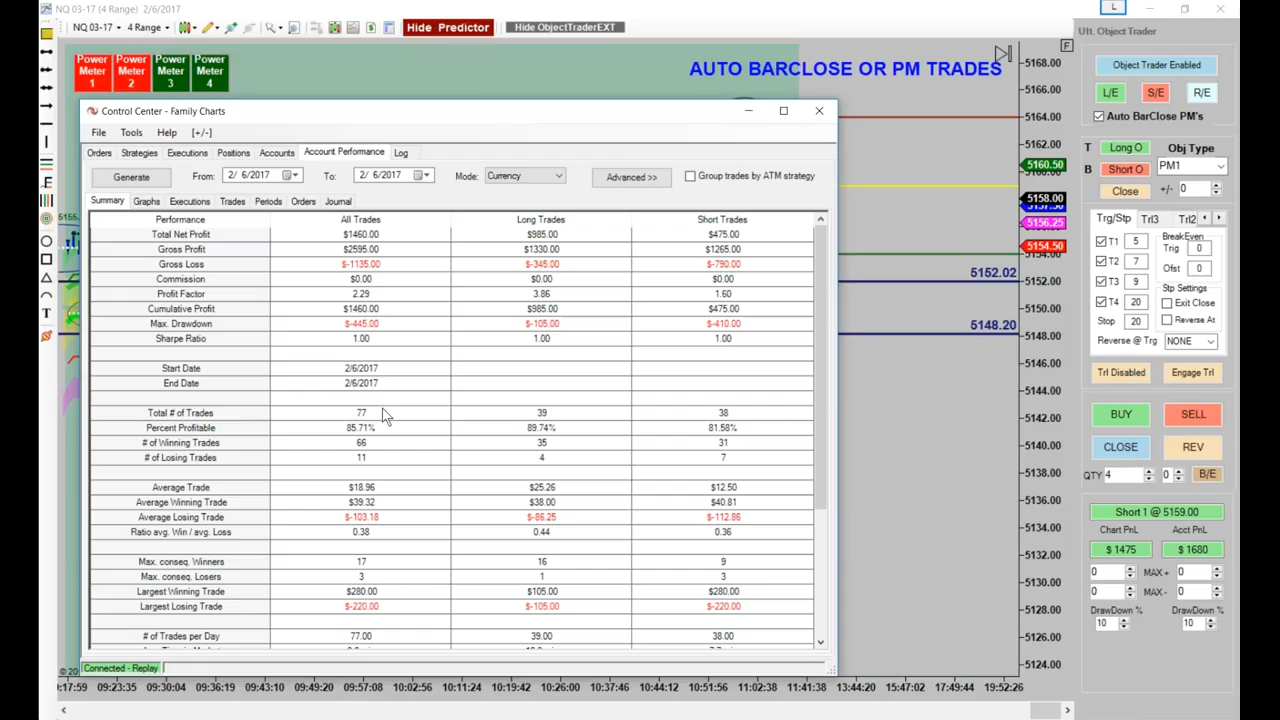 NQ 03-17 (4 Range) 2/6/2017
L
NQ 03-17 4 Range Hide Predictor Hide ObjectTraderEXT
Ult. Object Trader
Power Meter 1
Power Meter 2
Power Meter 3
Power Meter 4
AUTO BARCLOSE OR PM TRADES
F
Control Center - Family Charts
File Tools Help [+/-]
Orders Strategies Executions Positions Accounts Account Performance Log
Generate From: 2/ 6/2017 To: 2/ 6/2017 Mode: Currency Advanced >> Group trades by ATM strategy
Summary Graphs Executions Trades Periods Orders Journal
Performance All Trades Long Trades Short Trades
Total Net Profit $1460.00 $985.00 $475.00
Gross Profit $2595.00 $1330.00 $1265.00
Gross Loss $-1135.00 $-345.00 $-790.00
Commission $0.00 $0.00 $0.00
Profit Factor 2.29 3.86 1.60
Cumulative Profit $1460.00 $985.00 $475.00
Max. Drawdown $-445.00 $-105.00 $-410.00
Sharpe Ratio 1.00 1.00 1.00
Start Date 2/6/2017
End Date 2/6/2017
Total # of Trades 77 39 38
Percent Profitable 85.71% 89.74% 81.58%
# of Winning Trades 66 35 31
# of Losing Trades 11 4 7
Average Trade $18.96 $25.26 $12.50
Average Winning Trade $39.32 $38.00 $40.81
Average Losing Trade $-103.18 $-86.25 $-112.86
Ratio avg. Win / avg. Loss 0.38 0.44 0.36
Max. conseq. Winners 17 16 9
Max. conseq. Losers 3 1 3
Largest Winning Trade $280.00 $105.00 $280.00
Largest Losing Trade $-220.00 $-105.00 $-220.00
# of Trades per Day 77.00 39.00 38.00
Connected - Replay
5152.02
5148.20
5168.00
5166.00
5164.00
5162.00
5160.50
5158.00
5156.25
5154.50
5152.00
5150.00
5148.00
5146.00
5144.00
5142.00
5140.00
5138.00
5136.00
5134.00
5132.00
5130.00
5128.00
5126.00
5124.00
© 20
09:17:59 09:23:35 09:30:04 09:36:19 09:43:10 09:49:20 09:57:08 10:02:56 10:11:24 10:19:42 10:26:00 10:37:46 10:44:12 10:51:56 11:02:38 11:41:38 13:44:20 15:47:02 17:49:44 19:52:26
Object Trader Enabled
L/E S/E R/E
Auto BarClose PM's
T Long O Obj Type
B Short O PM1
Close +/- 0
Trg/Stp Trl3 Trl2
T1 5
T2 7
T3 9
T4 20
Stop 20
BreakEven
Trig 0
Ofst 0
Stp Settings
Exit Close
Reverse At
Reverse @ Trg NONE
Trl Disabled Engage Trl
BUY SELL
CLOSE REV
QTY 4 0 B/E
Short 1 @ 5159.00
Chart PnL Acct PnL
$ 1475 $ 1680
0 MAX + 0
0 MAX - 0
DrawDown % DrawDown %
10 10